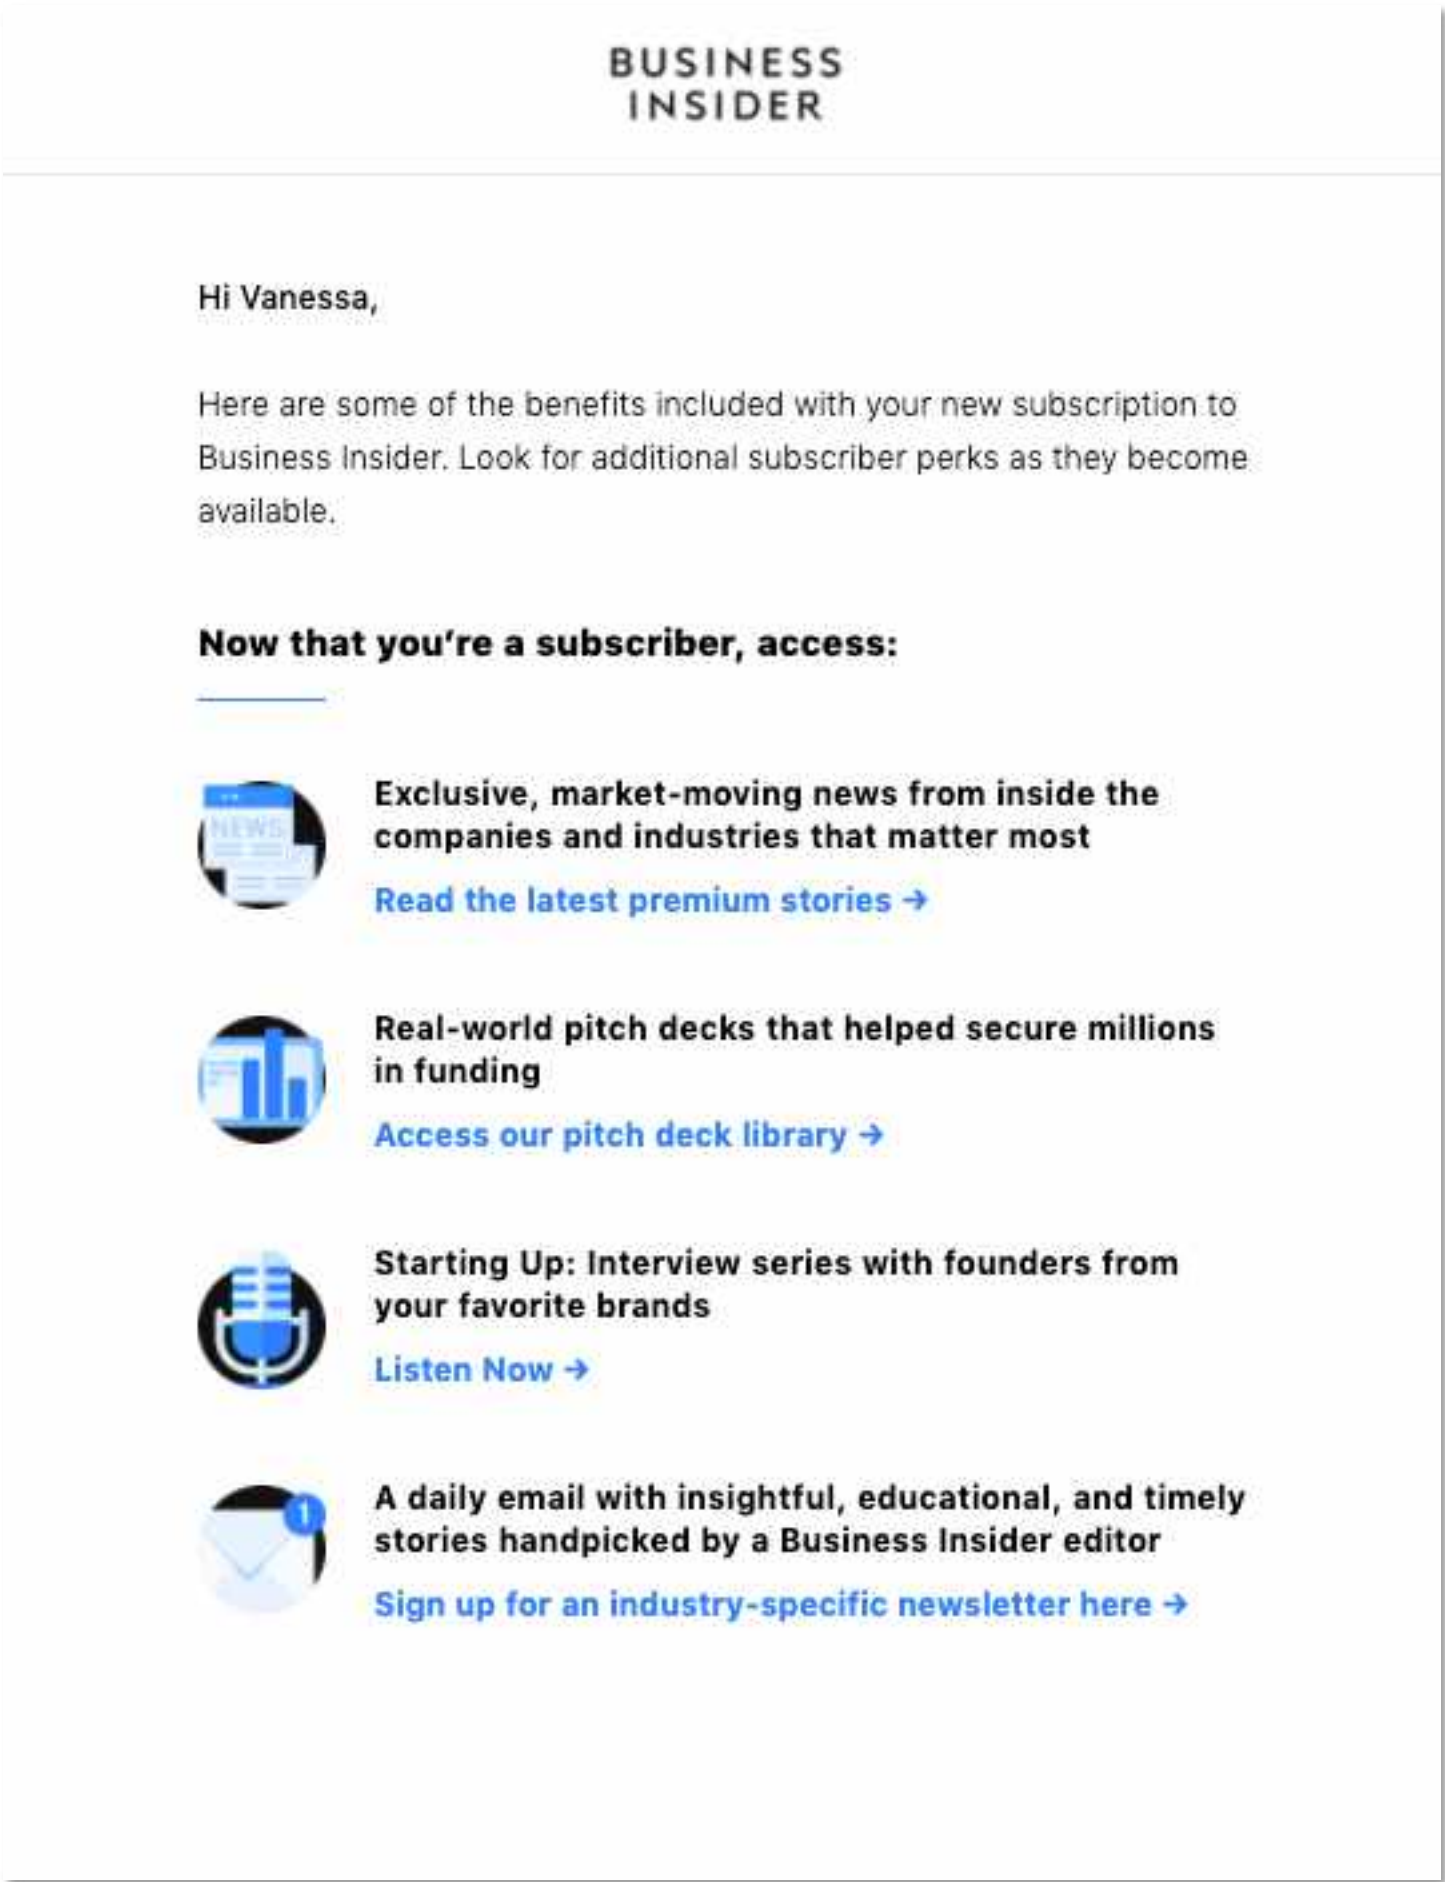 BUSINESS
INSIDER
Hi Vanessa,
Here are some of the benefits included with your new subscription to
Business Insider. Look for additional subscriber perks as they become
available.
Now that you’re a subscriber, access:
NEWS
Exclusive, market-moving news from inside the
companies and industries that matter most
Read the latest premium stories →
Real-world pitch decks that helped secure millions
in funding
Access our pitch deck library →
Starting Up: Interview series with founders from
your favorite brands
Listen Now →
1
A daily email with insightful, educational, and timely
stories handpicked by a Business Insider editor
Sign up for an industry-specific newsletter here →